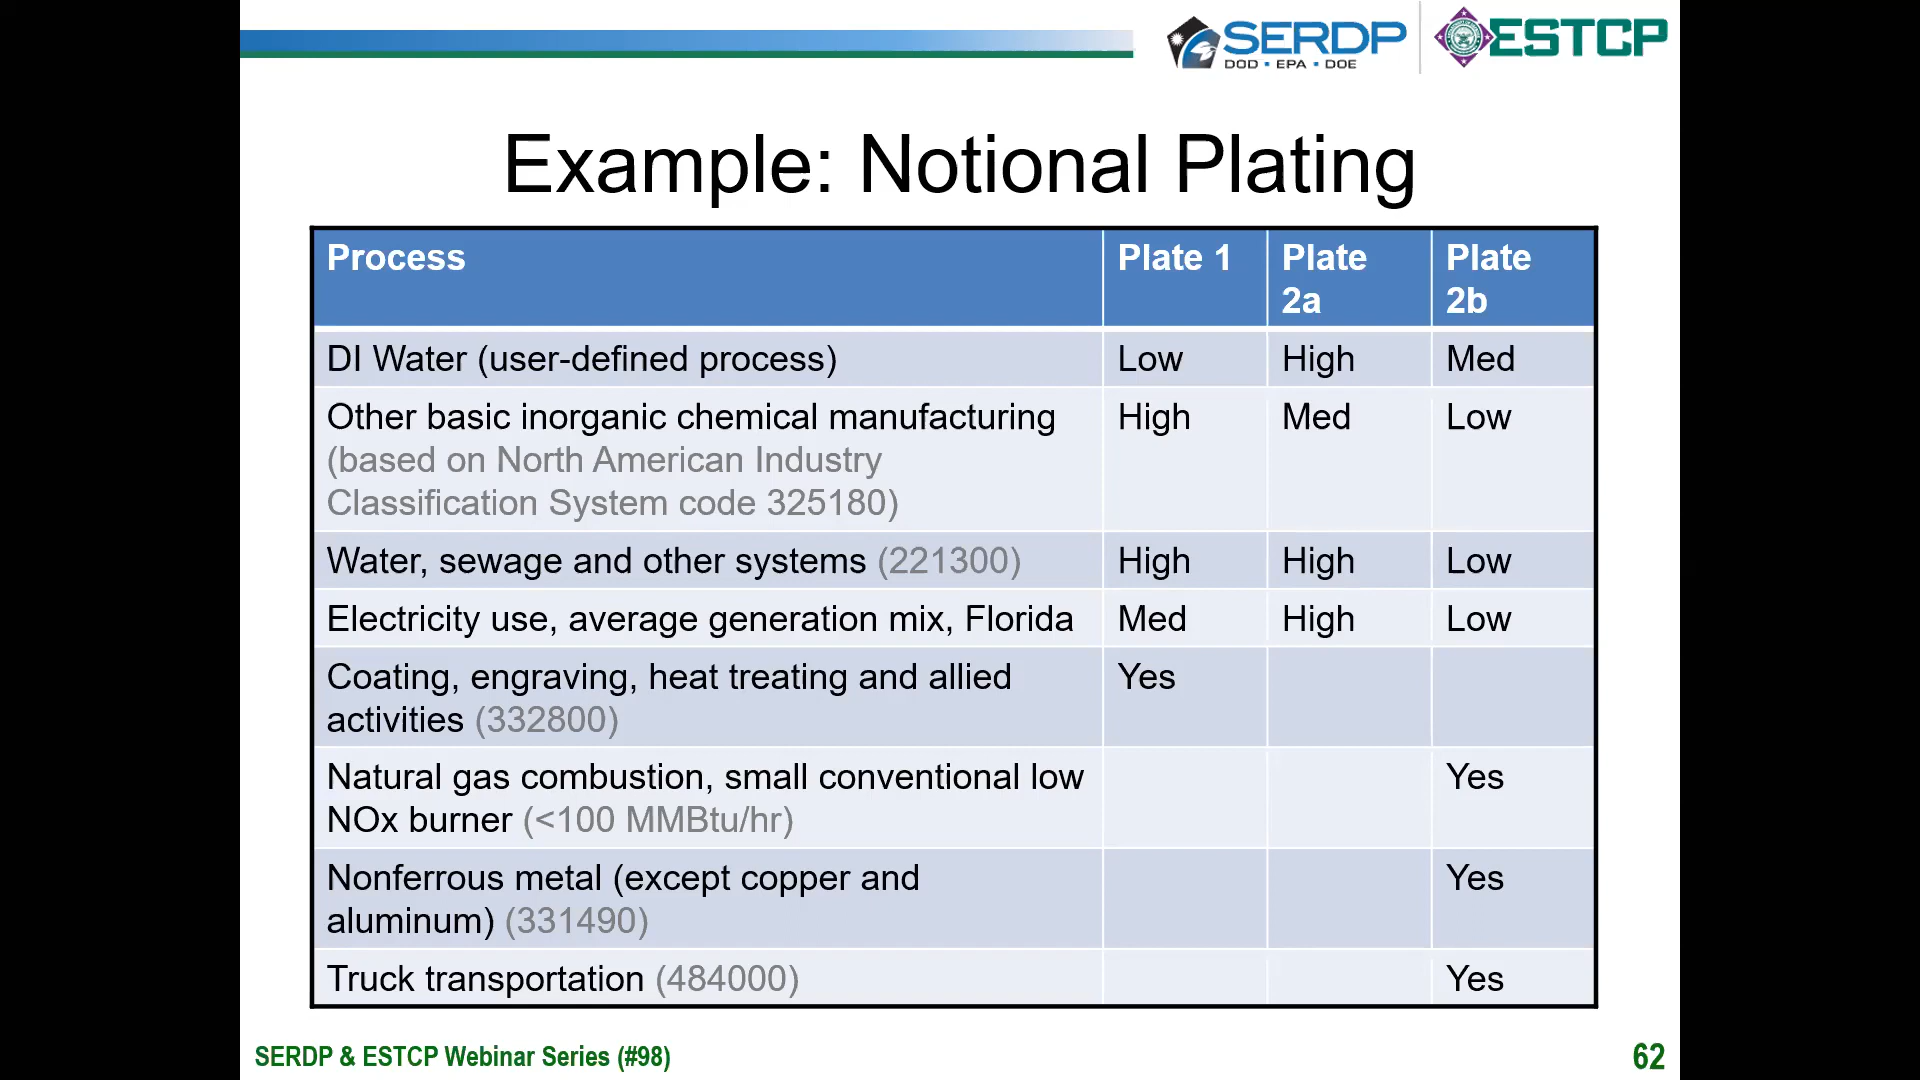 SERDP
DOD • EPA • DOE
ESTCP
Example: Notional Plating
Process Plate 1 Plate 2a Plate 2b
DI Water (user-defined process) Low High Med
Other basic inorganic chemical manufacturing High Med Low
(based on North American Industry
Classification System code 325180)
Water, sewage and other systems (221300) High High Low
Electricity use, average generation mix, Florida Med High Low
Coating, engraving, heat treating and allied Yes
activities (332800)
Natural gas combustion, small conventional low Yes
NOx burner (<100 MMBtu/hr)
Nonferrous metal (except copper and Yes
aluminum) (331490)
Truck transportation (484000) Yes
SERDP & ESTCP Webinar Series (#98) 62